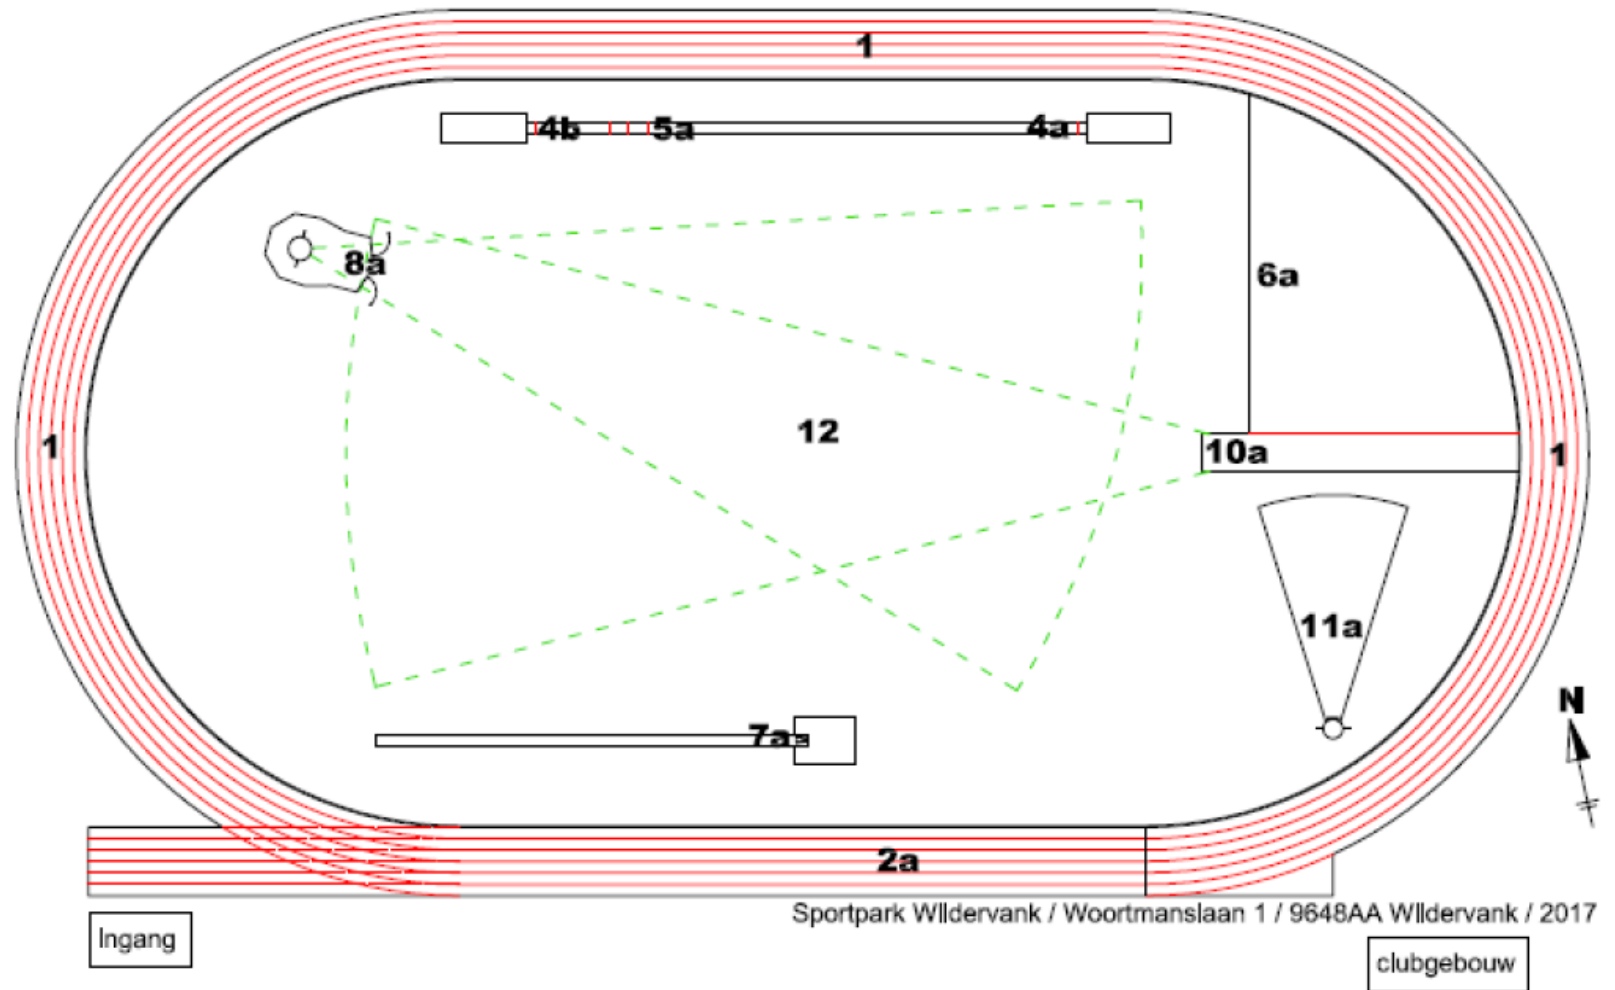 1
4b
5a
4a
8a
6a
12
10a
1
1
11a
N
7a
2a
Sportpark WIldervank / Woortmanslaan 1 / 9648AA WIldervank / 2017
Ingang
clubgebouw